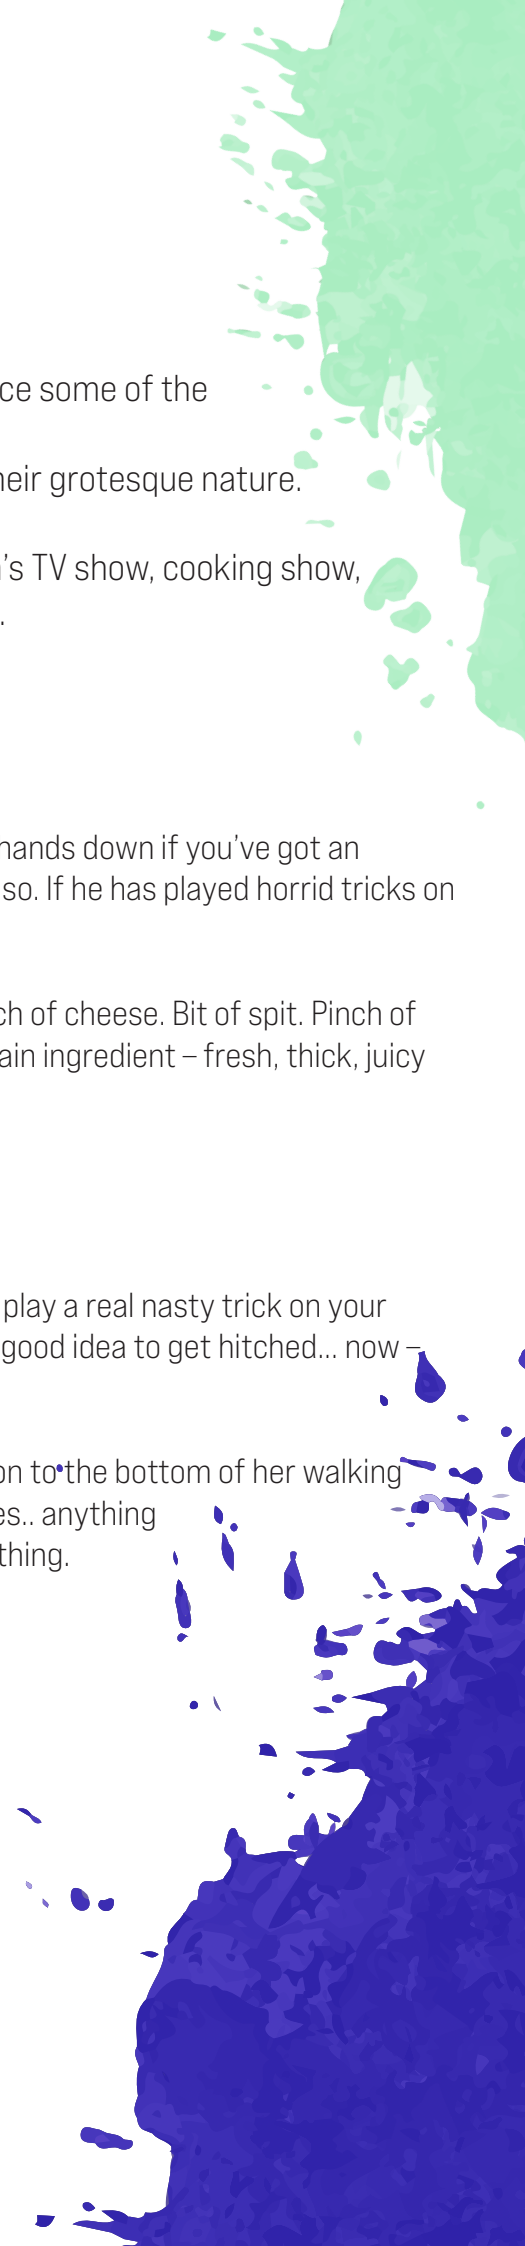 ce some of the
heir grotesque nature.
's TV show, cooking show,
.
hands down if you've got an
so. If he has played horrid tricks on
ch of cheese. Bit of spit. Pinch of
ain ingredient – fresh, thick, juicy
play a real nasty trick on your
good idea to get hitched... now –
on to the bottom of her walking
es.. anything
thing.